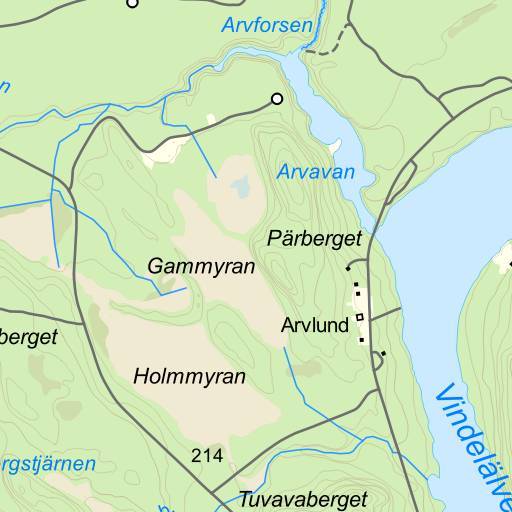 Arvforsen
n
Arvavan
Pärberget
Gammyran
Arvlund
berget
Holmmyran
Vindelälve
214
rgstjärnen
Tuvavaberget